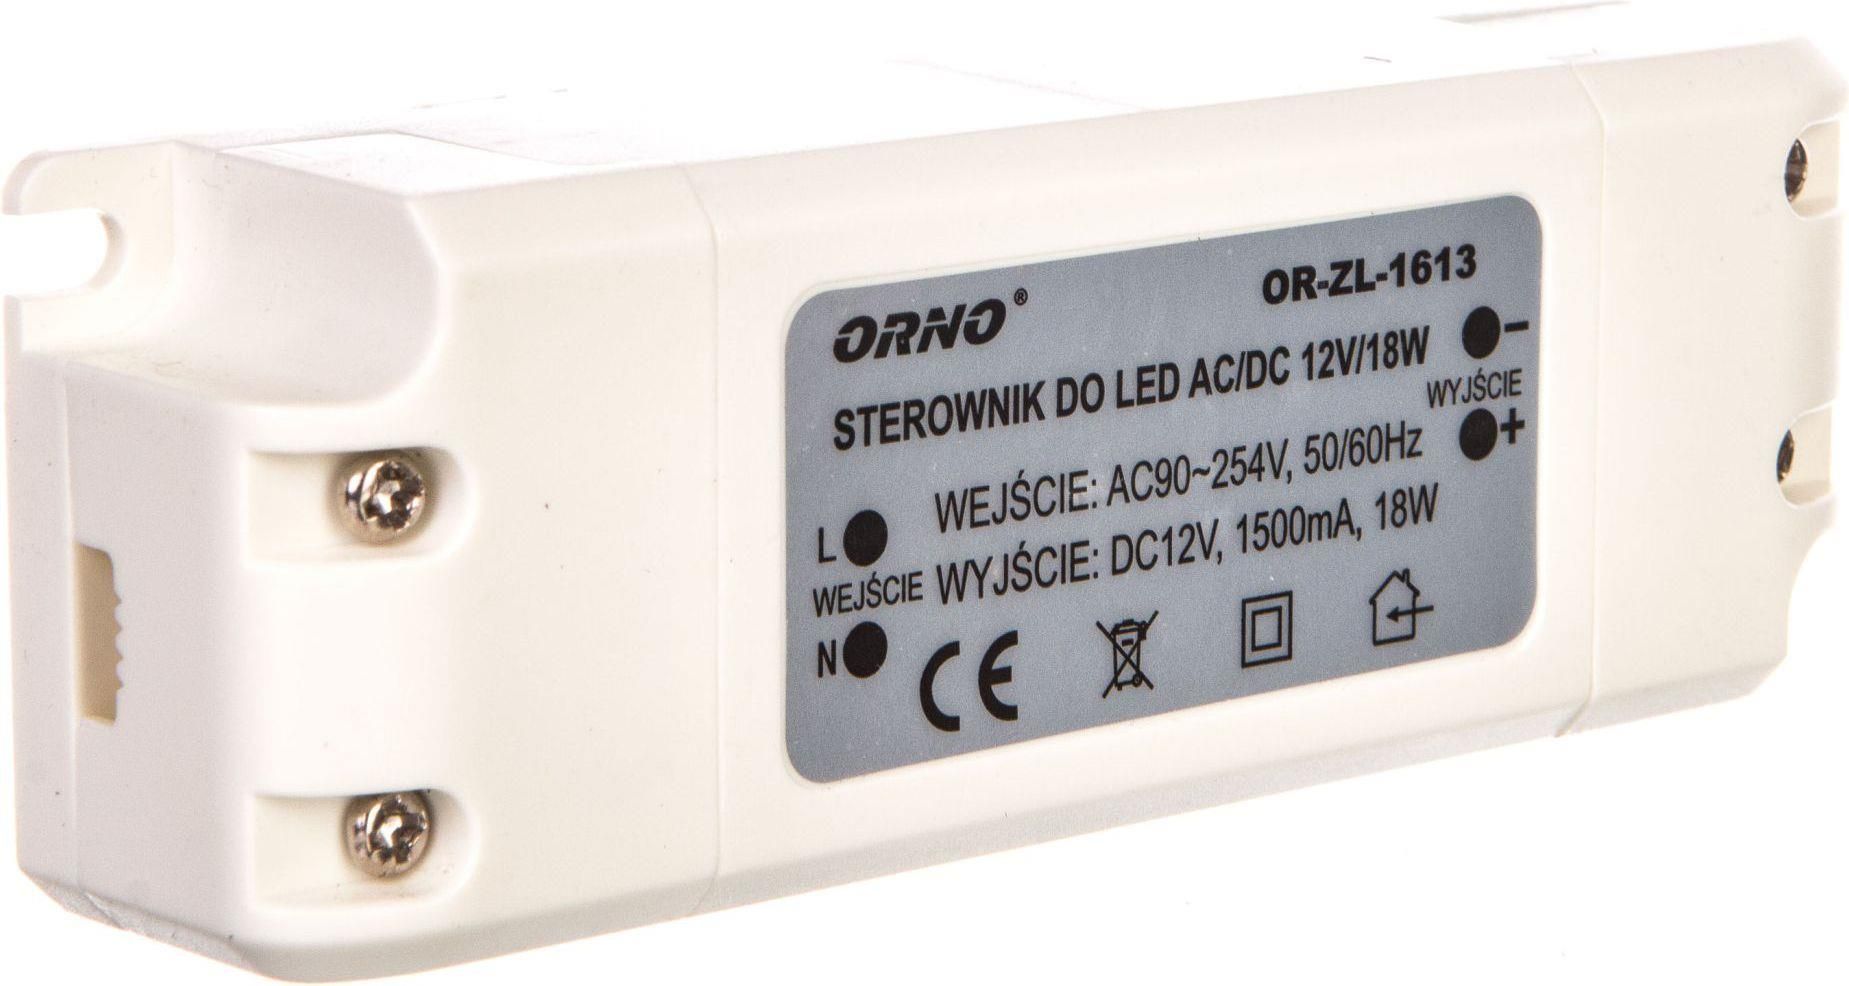 ORNO®
OR-ZL-1613
STEROWNIK DO LED AC/DC 12V/18W
−
WYJŚCIE
+
WEJŚCIE: AC90~254V, 50/60Hz
WYJŚCIE: DC12V, 1500mA, 18W
L
WEJŚCIE
N
CE